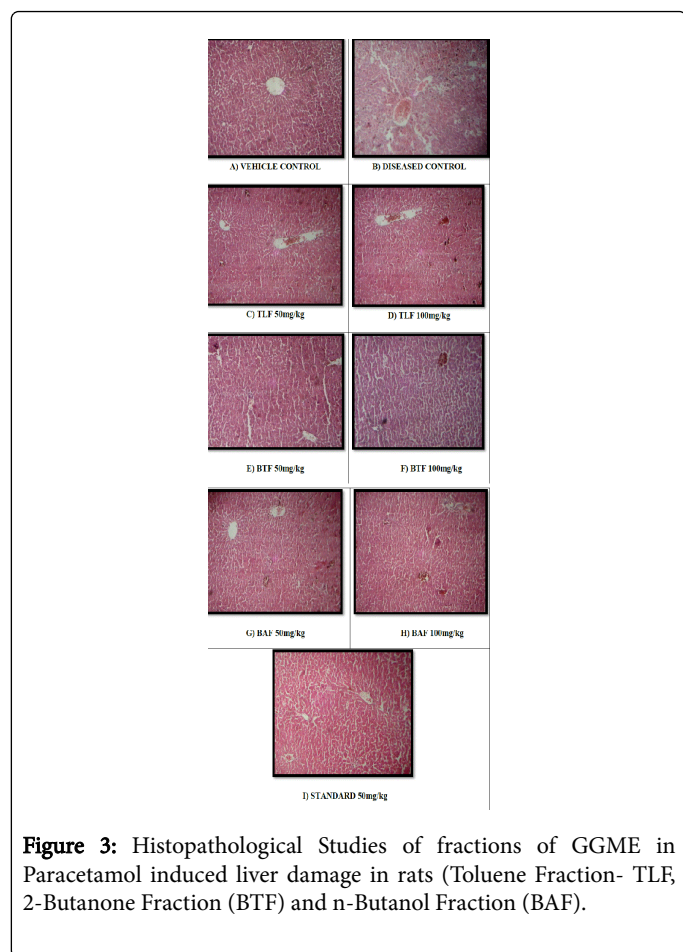 A) VEHICLE CONTROL
B) DISEASED CONTROL
C) TLF 50mg/kg
D) TLF 100mg/kg
E) BTF 50mg/kg
F) BTF 100mg/kg
G) BAF 50mg/kg
H) BAF 100mg/kg
I) STANDARD 50mg/kg
Figure 3: Histopathological Studies of fractions of GGME in
Paracetamol induced liver damage in rats (Toluene Fraction- TLF,
2-Butanone Fraction (BTF) and n-Butanol Fraction (BAF).